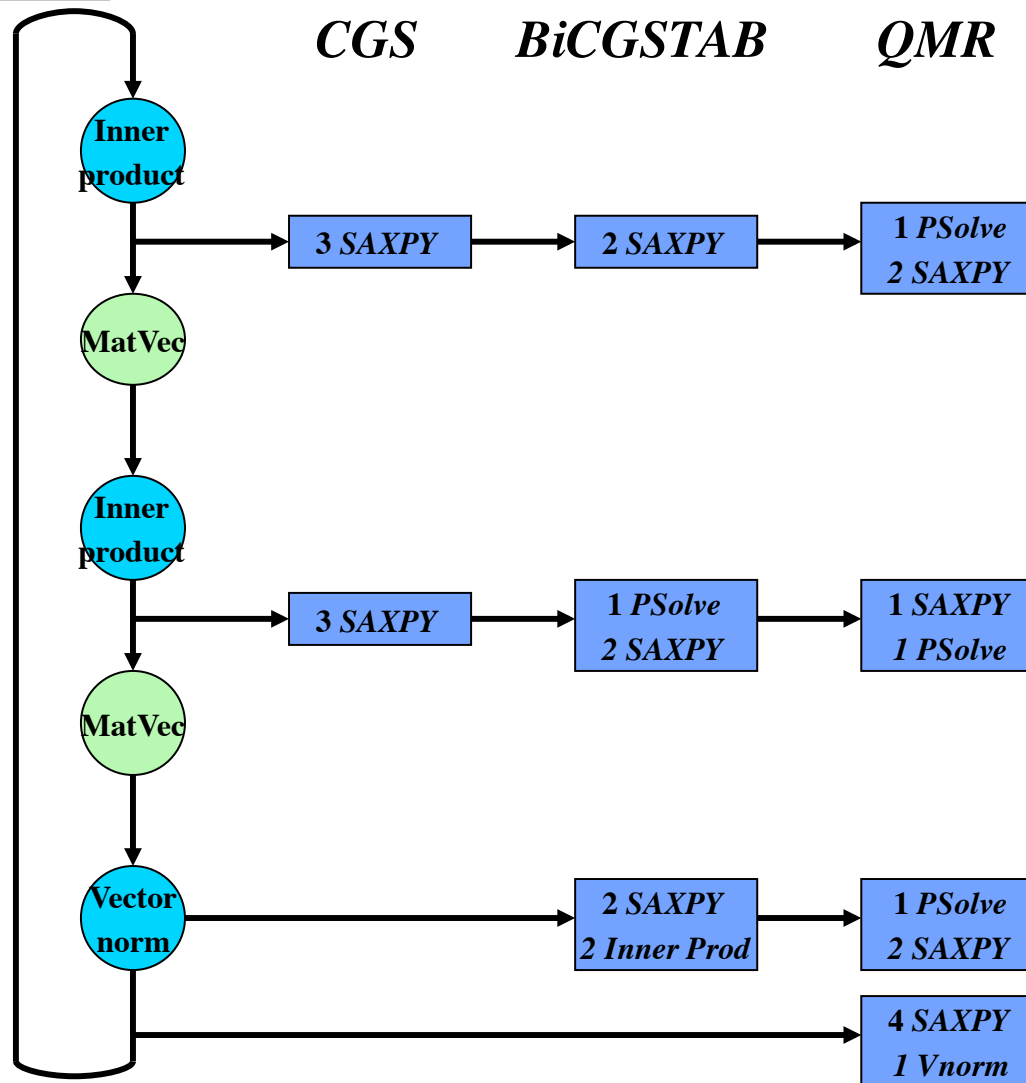 CGS BiCGSTAB QMR
Inner
product
3 SAXPY
2 SAXPY
1 PSolve
2 SAXPY
MatVec
Inner
product
3 SAXPY
1 PSolve
2 SAXPY
1 SAXPY
1 PSolve
MatVec
Vector
norm
2 SAXPY
2 Inner Prod
1 PSolve
2 SAXPY
4 SAXPY
1 Vnorm